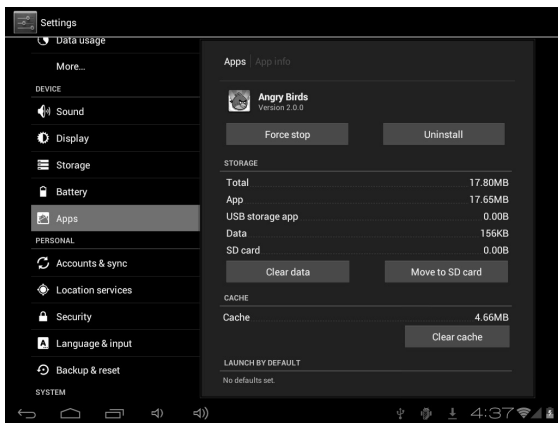 Settings
Data usage
More...
DEVICE
Sound
Display
Storage
Battery
Apps
PERSONAL
Accounts & sync
Location services
Security
Language & input
Backup & reset
SYSTEM
Apps App info
Angry Birds
Version 2.0.0
Force stop Uninstall
STORAGE
Total 17.80MB
App 17.65MB
USB storage app 0.00B
Data 156KB
SD card 0.00B
Clear data Move to SD card
CACHE
Cache 4.66MB
Clear cache
LAUNCH BY DEFAULT
No defaults set.
4:37